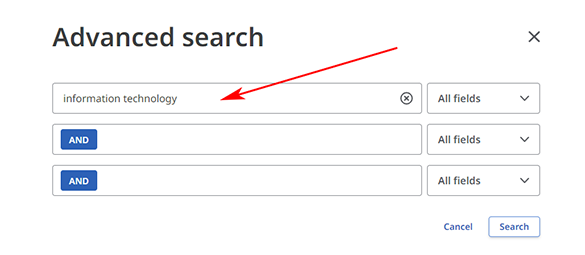 Advanced search
information technology All fields
AND All fields
AND All fields
Cancel Search